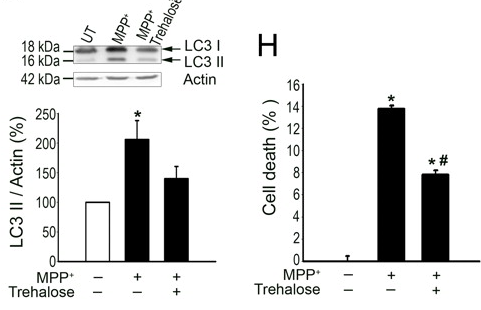 UT MPP⁺ MPP⁺ Trehalose
18 kDa LC3 I
16 kDa LC3 II
42 kDa Actin
LC3 II / Actin (%)
250
200
150
100
50
0
*
MPP⁺ – + +
Trehalose – – +
H
Cell death (% )
16
14
12
10
8
6
4
2
0
*
* #
MPP⁺ – + +
Trehalose – – +